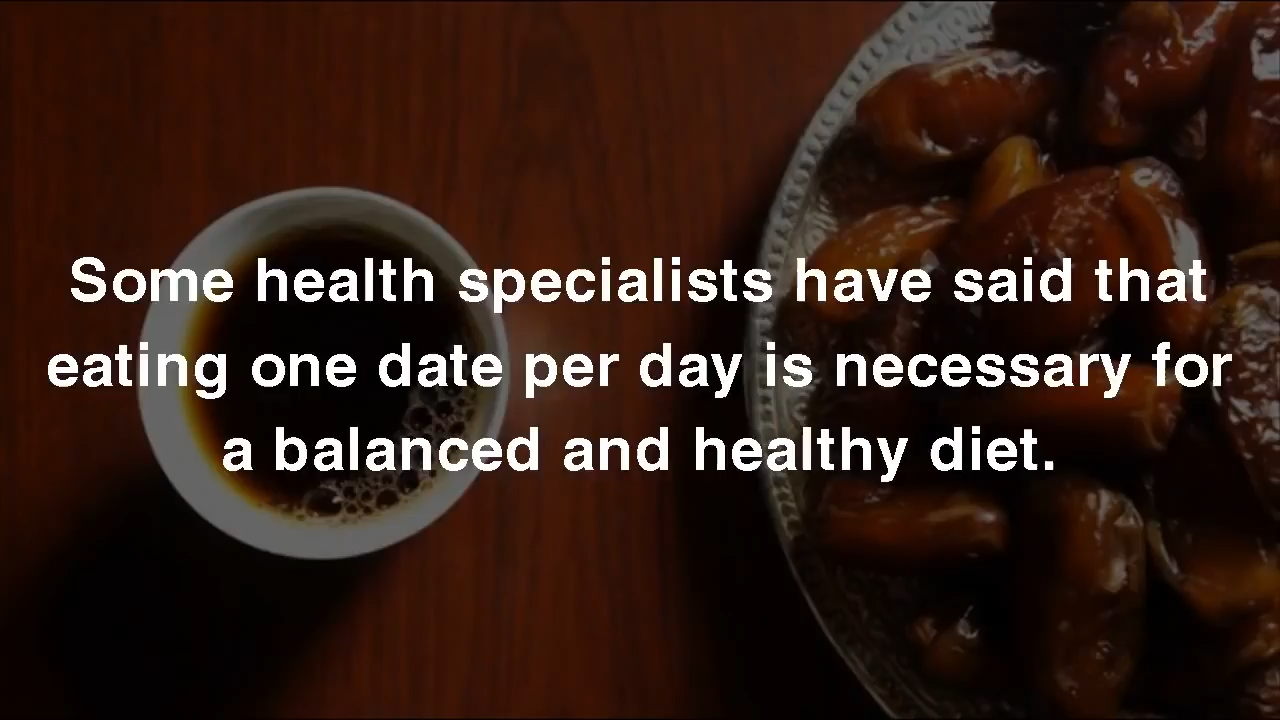 Some health specialists have said that
eating one date per day is necessary for
a balanced and healthy diet.